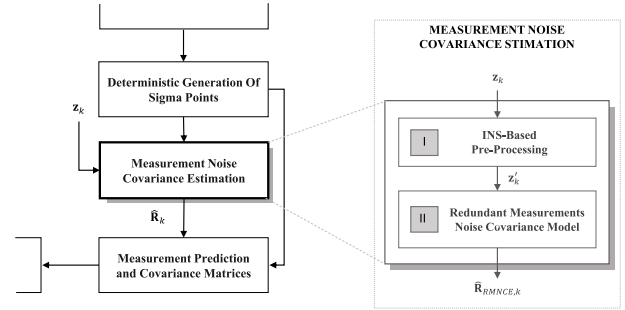 MEASUREMENT NOISE
COVARIANCE STIMATION
Deterministic Generation Of
Sigma Points
z_k
Measurement Noise
Covariance Estimation
R̂_k
Measurement Prediction
and Covariance Matrices
z_k
I
INS-Based
Pre-Processing
z′_k
II
Redundant Measurements
Noise Covariance Model
R̂_{RMNCE,k}